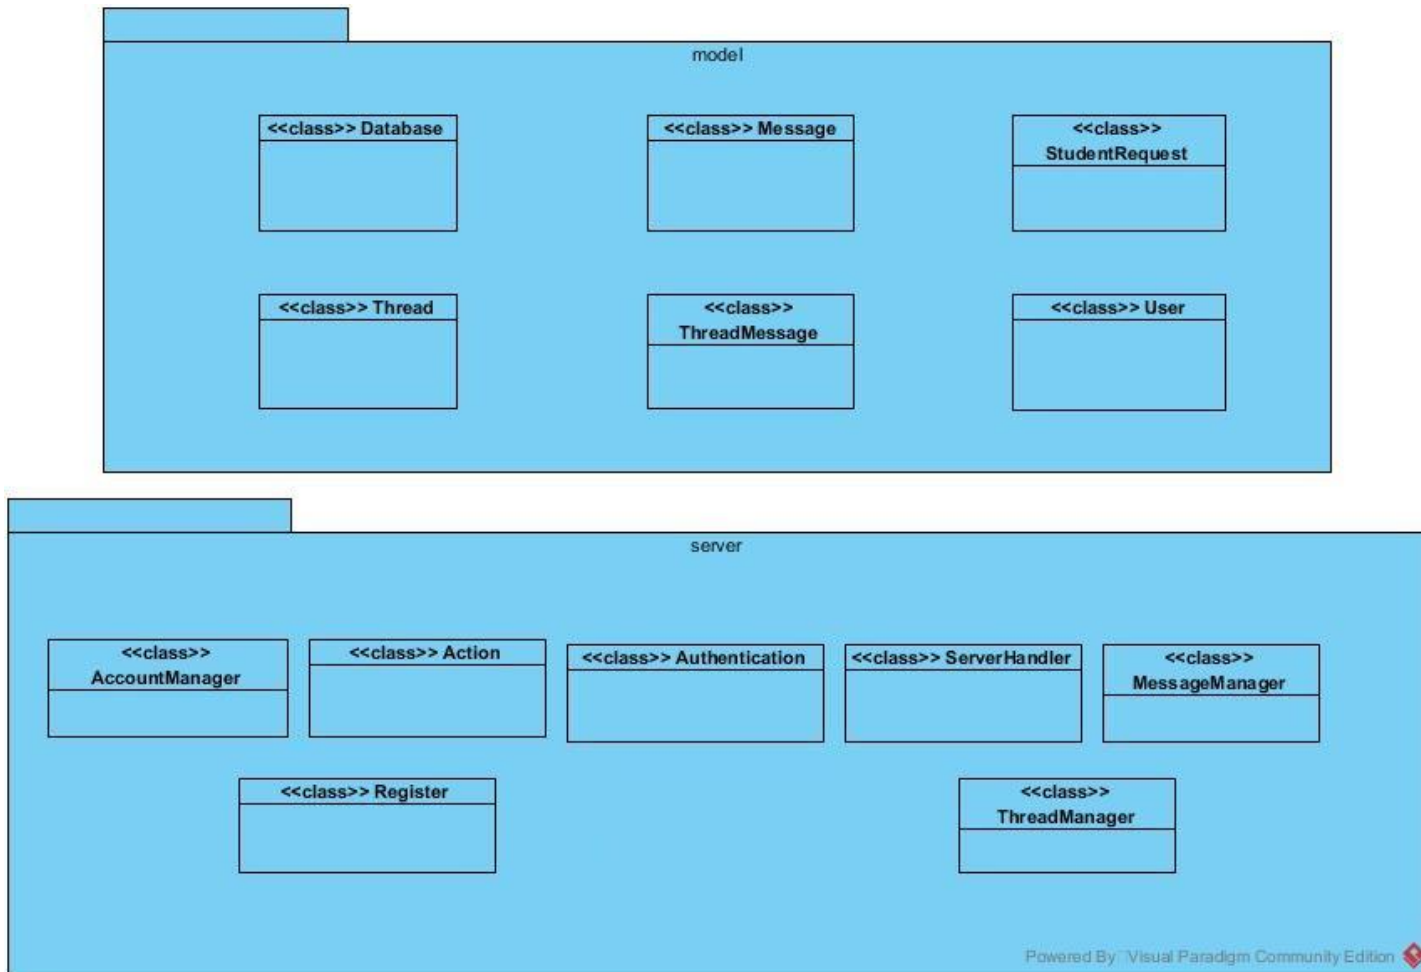 model
<<class>> Database
<<class>> Message
<<class>>
StudentRequest
<<class>> Thread
<<class>>
ThreadMessage
<<class>> User
server
<<class>>
AccountManager
<<class>> Action
<<class>> Authentication
<<class>> ServerHandler
<<class>>
MessageManager
<<class>> Register
<<class>>
ThreadManager
Powered By Visual Paradigm Community Edition